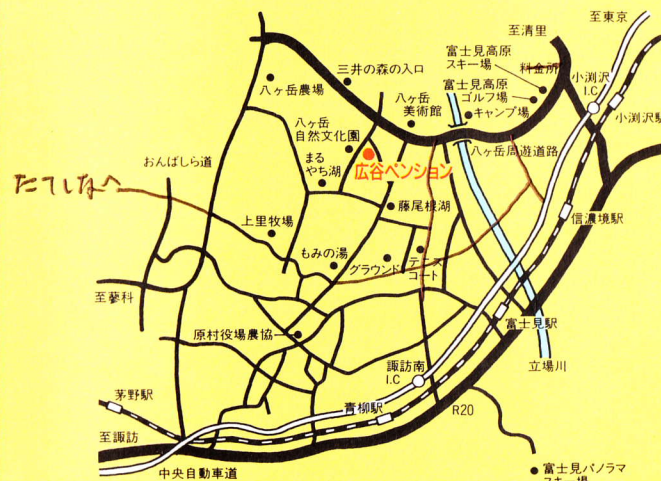 至東京
至清里
富士見高原
スキー場
料金所
小渕沢
I.C
三井の森の入口
富士見高原
ゴルフ場
キャンプ場
小渕沢駅
八ヶ岳農場
八ヶ岳
美術館
八ヶ岳
自然文化園
八ヶ岳周遊道路
おんばしら道
まる
やち湖
広谷ペンション
たてしなへ
藤尾根湖
信濃境駅
上里牧場
もみの湯
グラウンド
テニス
コート
至蓼科
富士見駅
原村役場農協
諏訪南
I.C
立場川
茅野駅
青柳駅
R20
至諏訪
中央自動車道
富士見パノラマ
スキー場